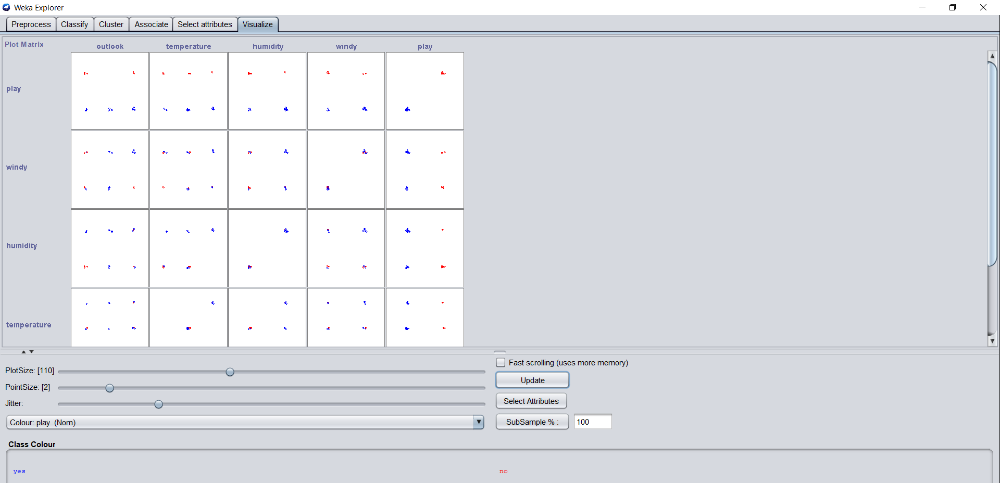 Weka Explorer
Preprocess Classify Cluster Associate Select attributes Visualize
Plot Matrix
outlook temperature humidity windy play
play
windy
humidity
temperature
PlotSize: [110]
PointSize: [2]
Jitter:
Colour: play (Nom)
Fast scrolling (uses more memory)
Update
Select Attributes
SubSample % : 100
Class Colour
yes no